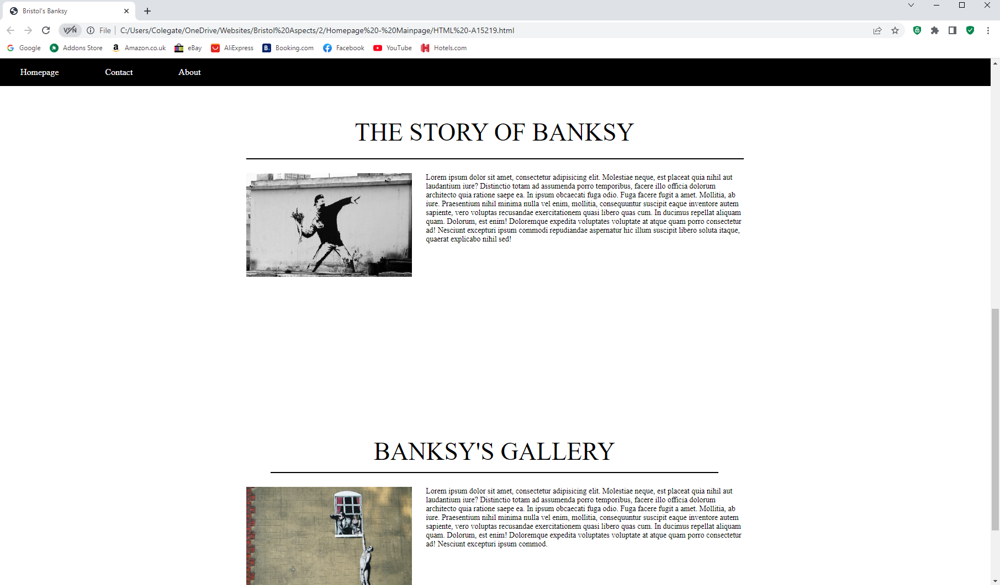 Bristol's Banksy
VPN File C:/Users/Colegate/OneDrive/Websites/Bristol%20Aspects/2/Homepage%20-%20Mainpage/HTML%20-A15219.html
Google Addons Store Amazon.co.uk eBay AliExpress B. Booking.com Facebook YouTube Hotels.com
Homepage Contact About
THE STORY OF BANKSY
Lorem ipsum dolor sit amet, consectetur adipisicing elit. Molestiae neque, est placeat quia nihil aut
laudantium iure? Distinctio totam ad assumenda porro temporibus, facere illo officia dolorum
architecto quia ratione saepe ea. In ipsum obcaecati fuga odio. Fuga facere fugit a amet. Mollitia, ab
iure. Praesentium nihil minima nulla vel enim, mollitia, consequuntur suscipit eaque inventore autem
sapiente, vero voluptas recusandae exercitationem quasi libero quas cum. In ducimus repellat aliquam
quam. Dolorum, est enim! Doloremque expedita voluptates voluptate at atque quam porro consectetur
ad! Nesciunt excepturi ipsum commodi repudiandae aspernatur hic illum suscipit libero soluta itaque,
quaerat explicabo nihil sed!
BANKSY'S GALLERY
Lorem ipsum dolor sit amet, consectetur adipisicing elit. Molestiae neque, est placeat quia nihil aut
laudantium iure? Distinctio totam ad assumenda porro temporibus, facere illo officia dolorum
architecto quia ratione saepe ea. In ipsum obcaecati fuga odio. Fuga facere fugit a amet. Mollitia, ab
iure. Praesentium nihil minima nulla vel enim, mollitia, consequuntur suscipit eaque inventore autem
sapiente, vero voluptas recusandae exercitationem quasi libero quas cum. In ducimus repellat aliquam
quam. Dolorum, est enim! Doloremque expedita voluptates voluptate at atque quam porro consectetur
ad! Nesciunt excepturi ipsum commod.